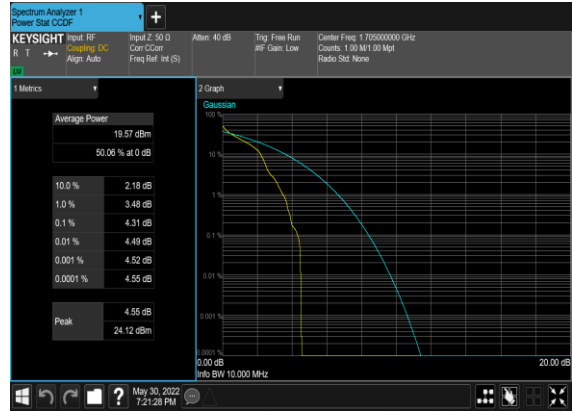 Spectrum Analyzer 1
Power Stat CCDF
KEYSIGHT
R T
LW
Input: RF
Coupling: DC
Align: Auto
Input Z: 50 Ω
Corr CCorr
Freq Ref: Int (S)
Atten: 40 dB
Trig: Free Run
#IF Gain: Low
Center Freq: 1.705000000 GHz
Counts: 1.00 M/1.00 Mpt
Radio Std: None
1 Metrics
Average Power
19.57 dBm
50.06 % at 0 dB
10.0 % 2.18 dB
1.0 % 3.48 dB
0.1 % 4.31 dB
0.01 % 4.49 dB
0.001 % 4.52 dB
0.0001 % 4.55 dB
Peak
4.55 dB
24.12 dBm
2 Graph
Gaussian
100 %
10 %
1 %
0.1 %
0.01 %
0.001 %
0.0001 %
0.00 dB 20.00 dB
Info BW 10.000 MHz
May 30, 2022
7:21:28 PM